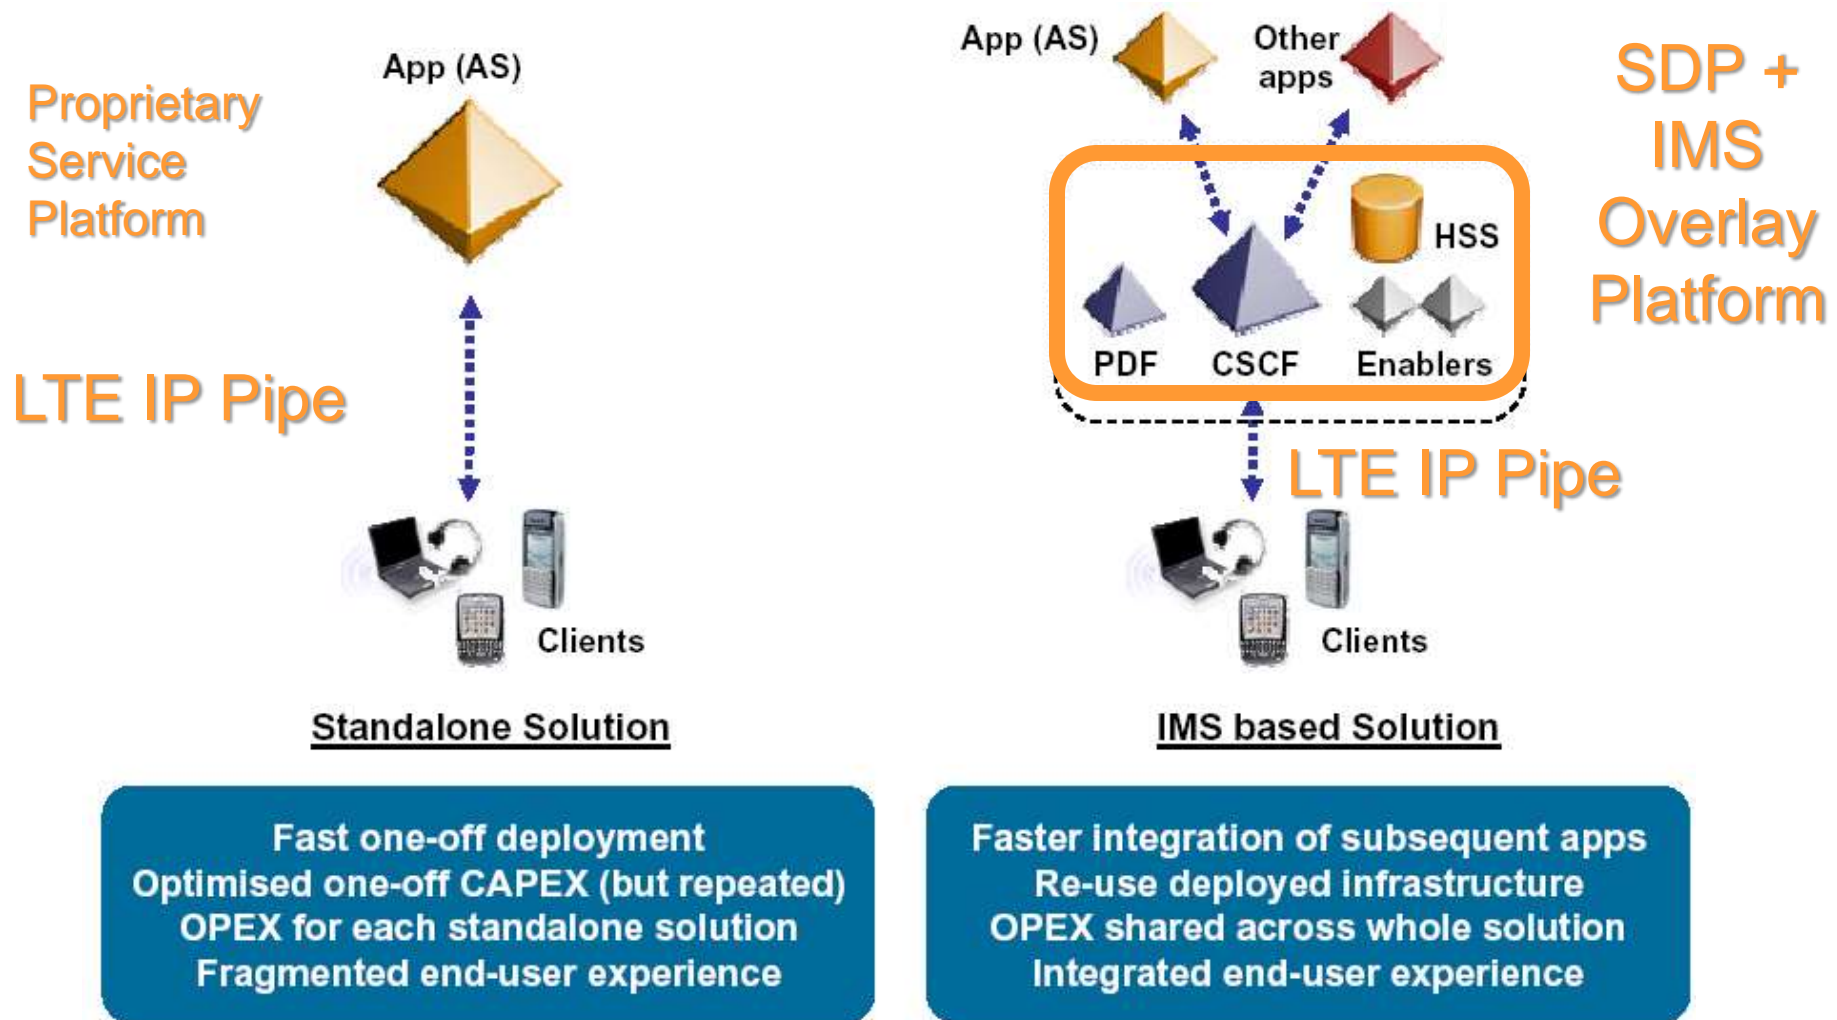 Proprietary
Service
Platform
App (AS)
LTE IP Pipe
Clients
Standalone Solution
Fast one-off deployment
Optimised one-off CAPEX (but repeated)
OPEX for each standalone solution
Fragmented end-user experience
App (AS)
Other
apps
SDP +
IMS
Overlay
Platform
HSS
PDF
CSCF
Enablers
LTE IP Pipe
Clients
IMS based Solution
Faster integration of subsequent apps
Re-use deployed infrastructure
OPEX shared across whole solution
Integrated end-user experience